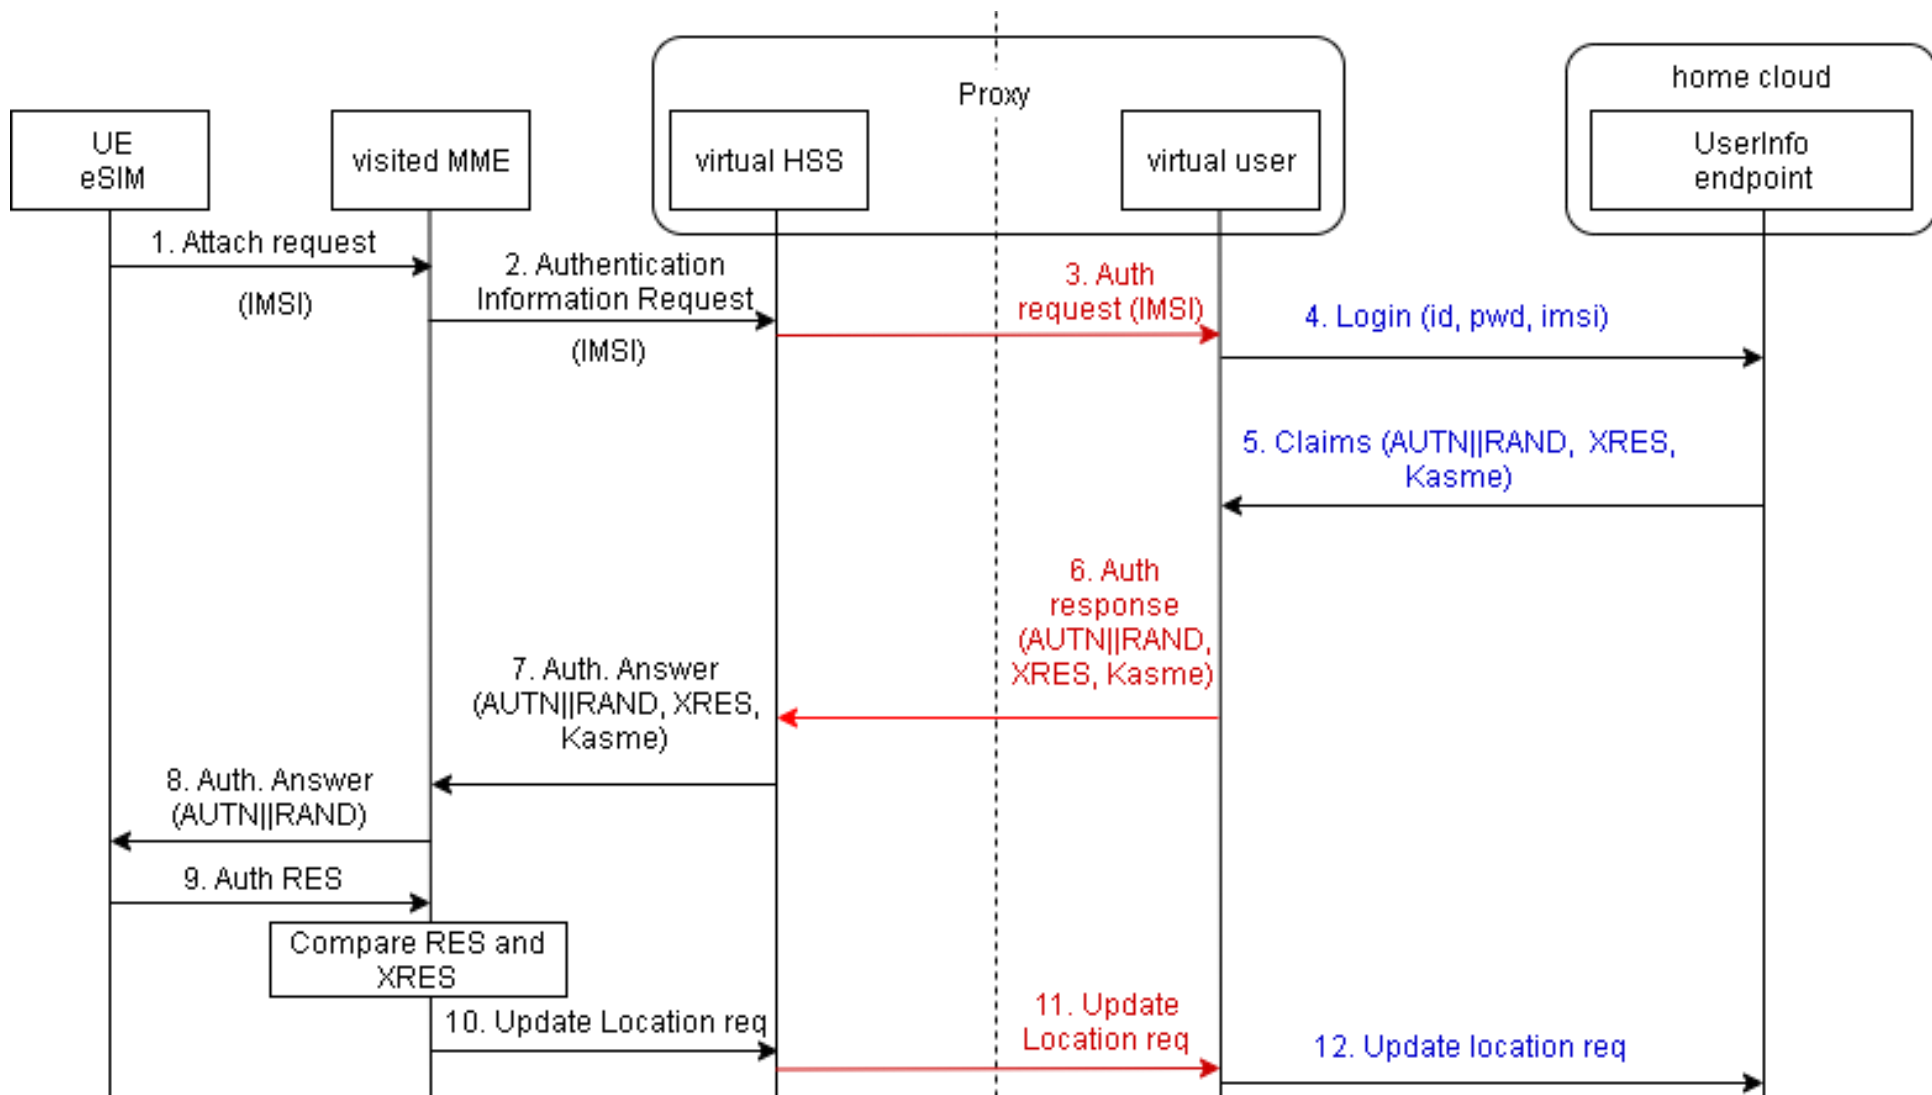 Proxy
home cloud
UE
eSIM
visited MME
virtual HSS
virtual user
UserInfo
endpoint
1. Attach request
(IMSI)
2. Authentication
Information Request
(IMSI)
3. Auth
request (IMSI)
4. Login (id, pwd, imsi)
5. Claims (AUTN||RAND, XRES,
Kasme)
6. Auth
response
(AUTN||RAND,
XRES, Kasme)
7. Auth. Answer
(AUTN||RAND, XRES,
Kasme)
8. Auth. Answer
(AUTN||RAND)
9. Auth RES
Compare RES and
XRES
10. Update Location req
11. Update
Location req
12. Update location req